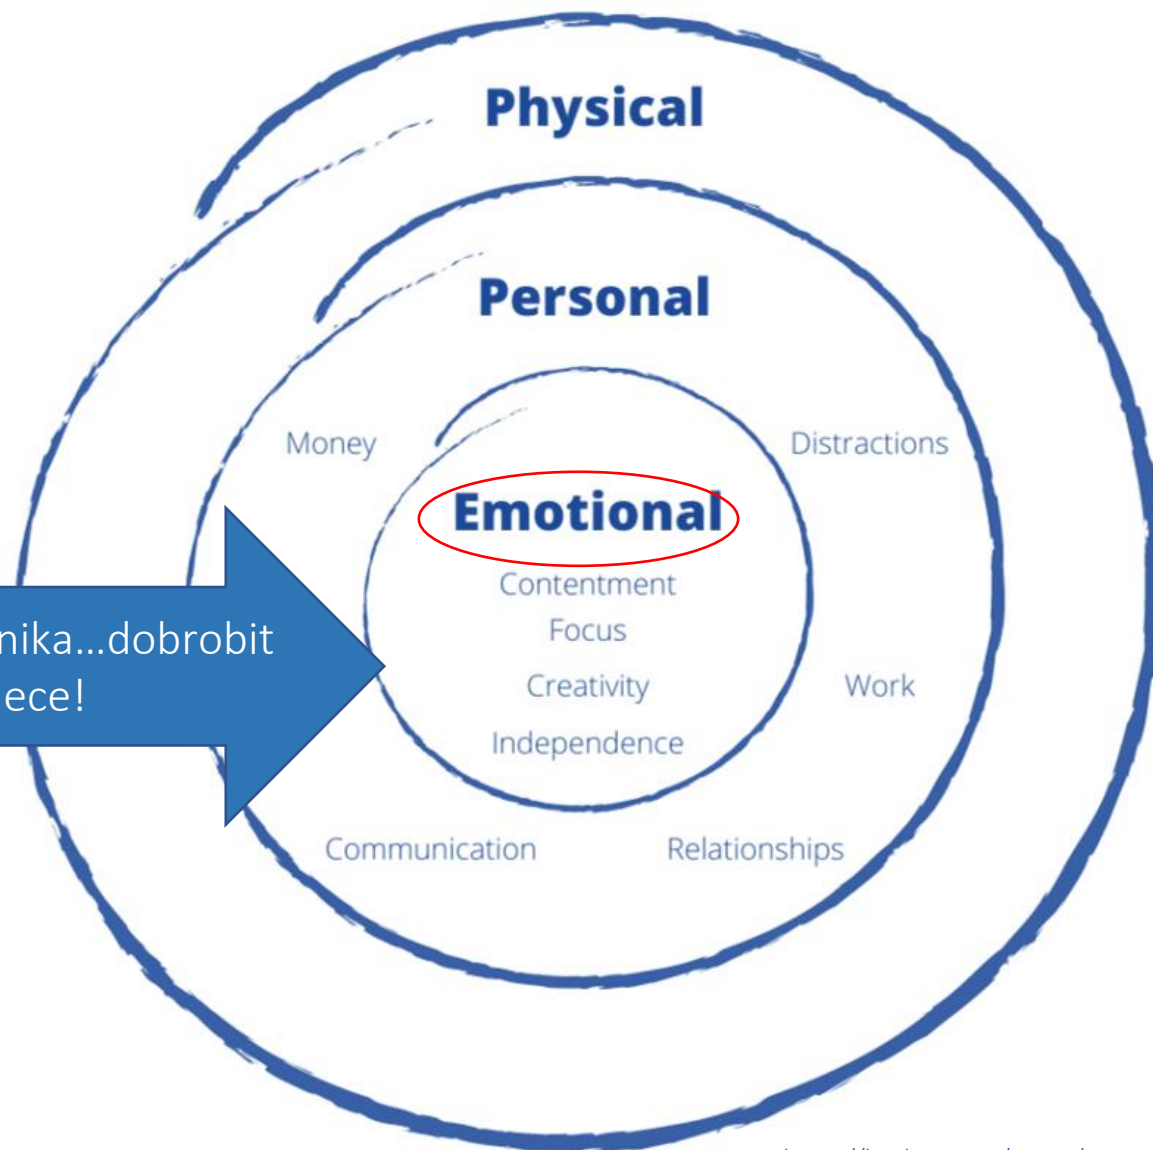 Physical
Personal
Money
Distractions
Emotional
Contentment
Focus
Creativity
Independence
nika...dobrobit
ece!
Work
Communication
Relationships